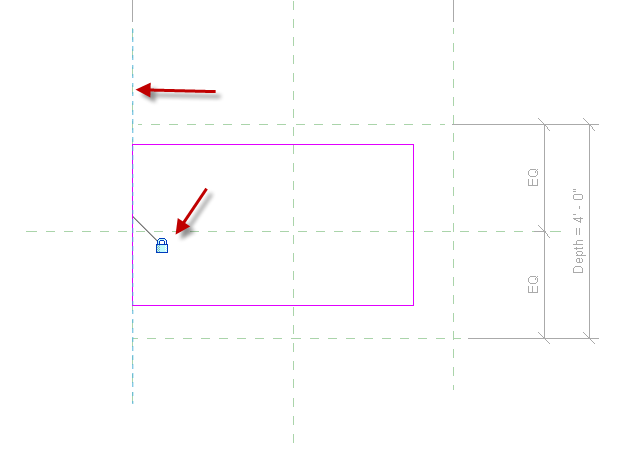 EQ
Depth = 4' - 0"
EQ